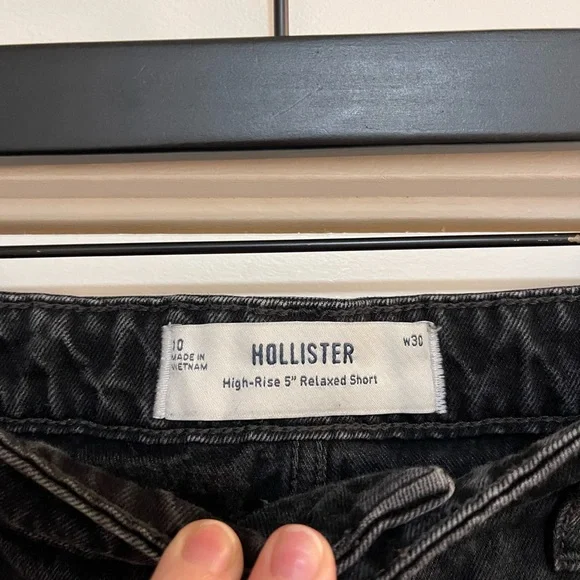 10
MADE IN
VIETNAM
HOLLISTER
High-Rise 5" Relaxed Short
W30